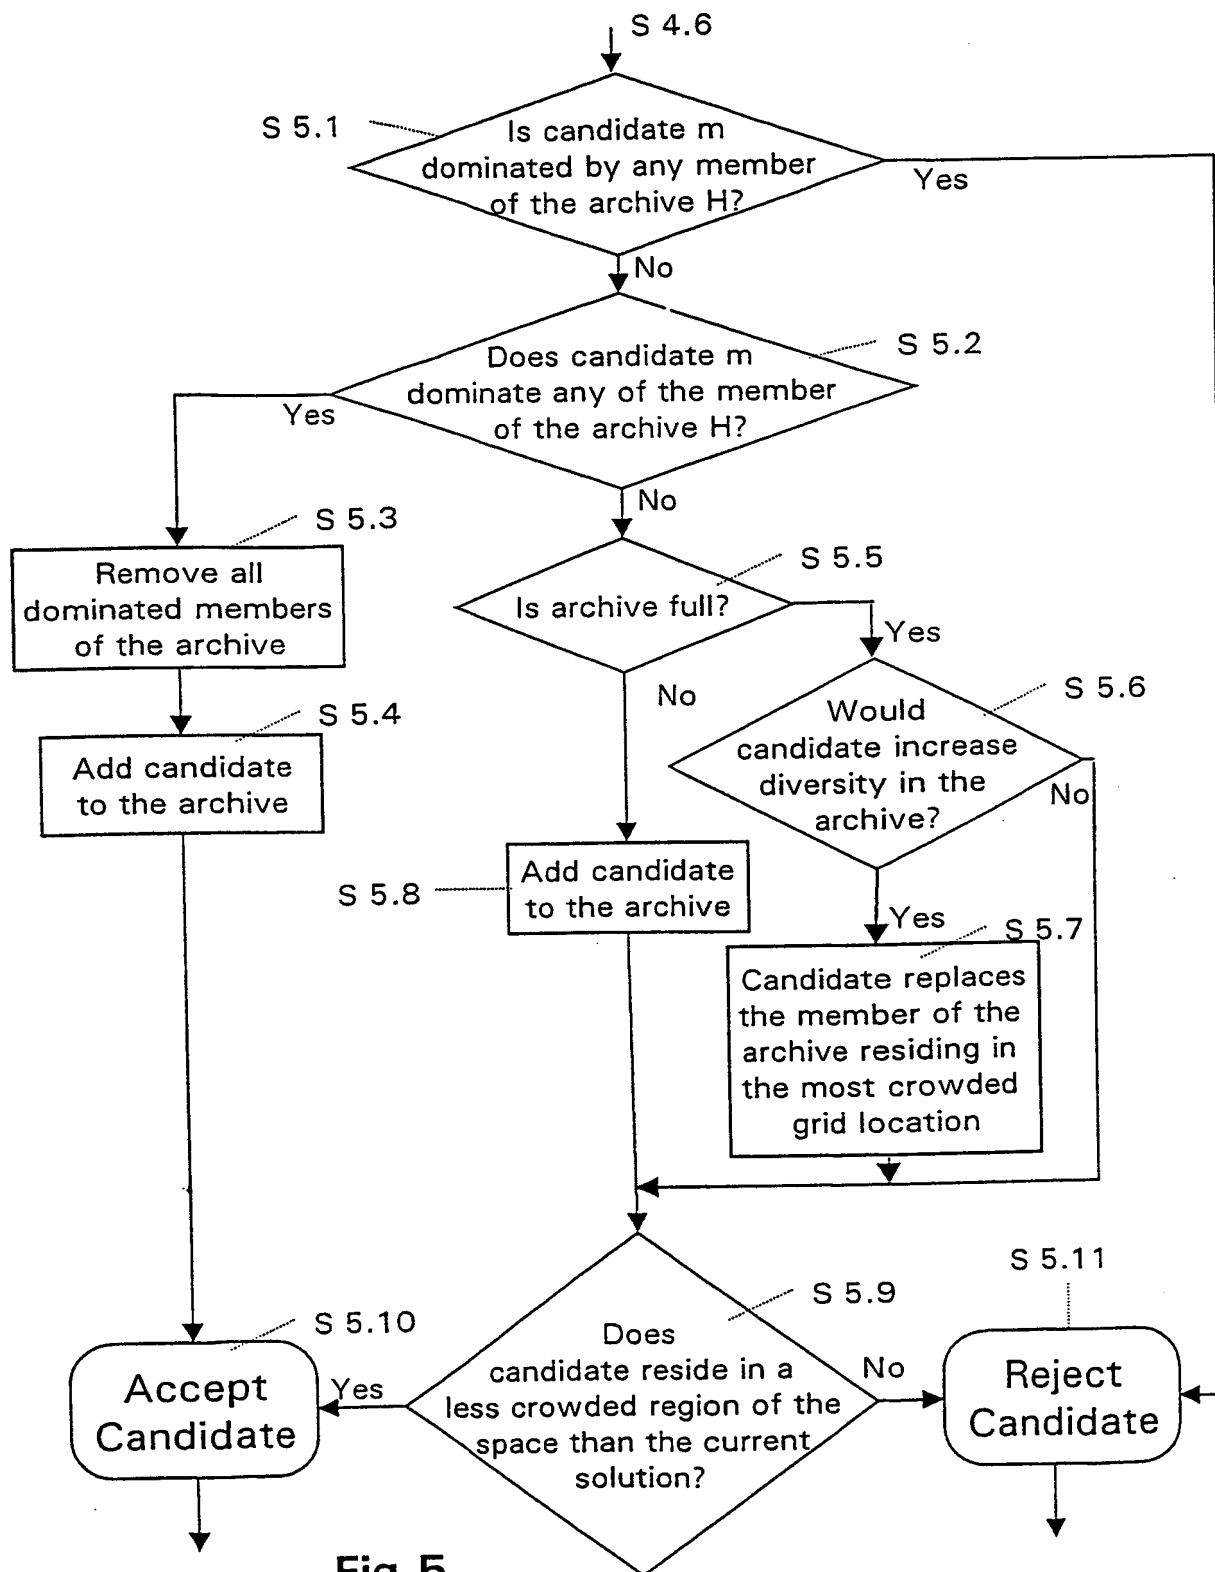 S 4.6
S 5.1
Is candidate m
dominated by any member
of the archive H?
Yes
No
S 5.2
Does candidate m
dominate any of the member
of the archive H?
Yes
No
S 5.3
Remove all
dominated members
of the archive
S 5.5
Is archive full?
Yes
No
S 5.4
Add candidate
to the archive
S 5.6
Would
candidate increase
diversity in the
archive?
No
Yes
S 5.8
Add candidate
to the archive
S 5.7
Candidate replaces
the member of the
archive residing in
the most crowded
grid location
S 5.9
Does
candidate reside in a
less crowded region of the
space than the current
solution?
Yes
No
S 5.10
Accept
Candidate
S 5.11
Reject
Candidate
Fig 5